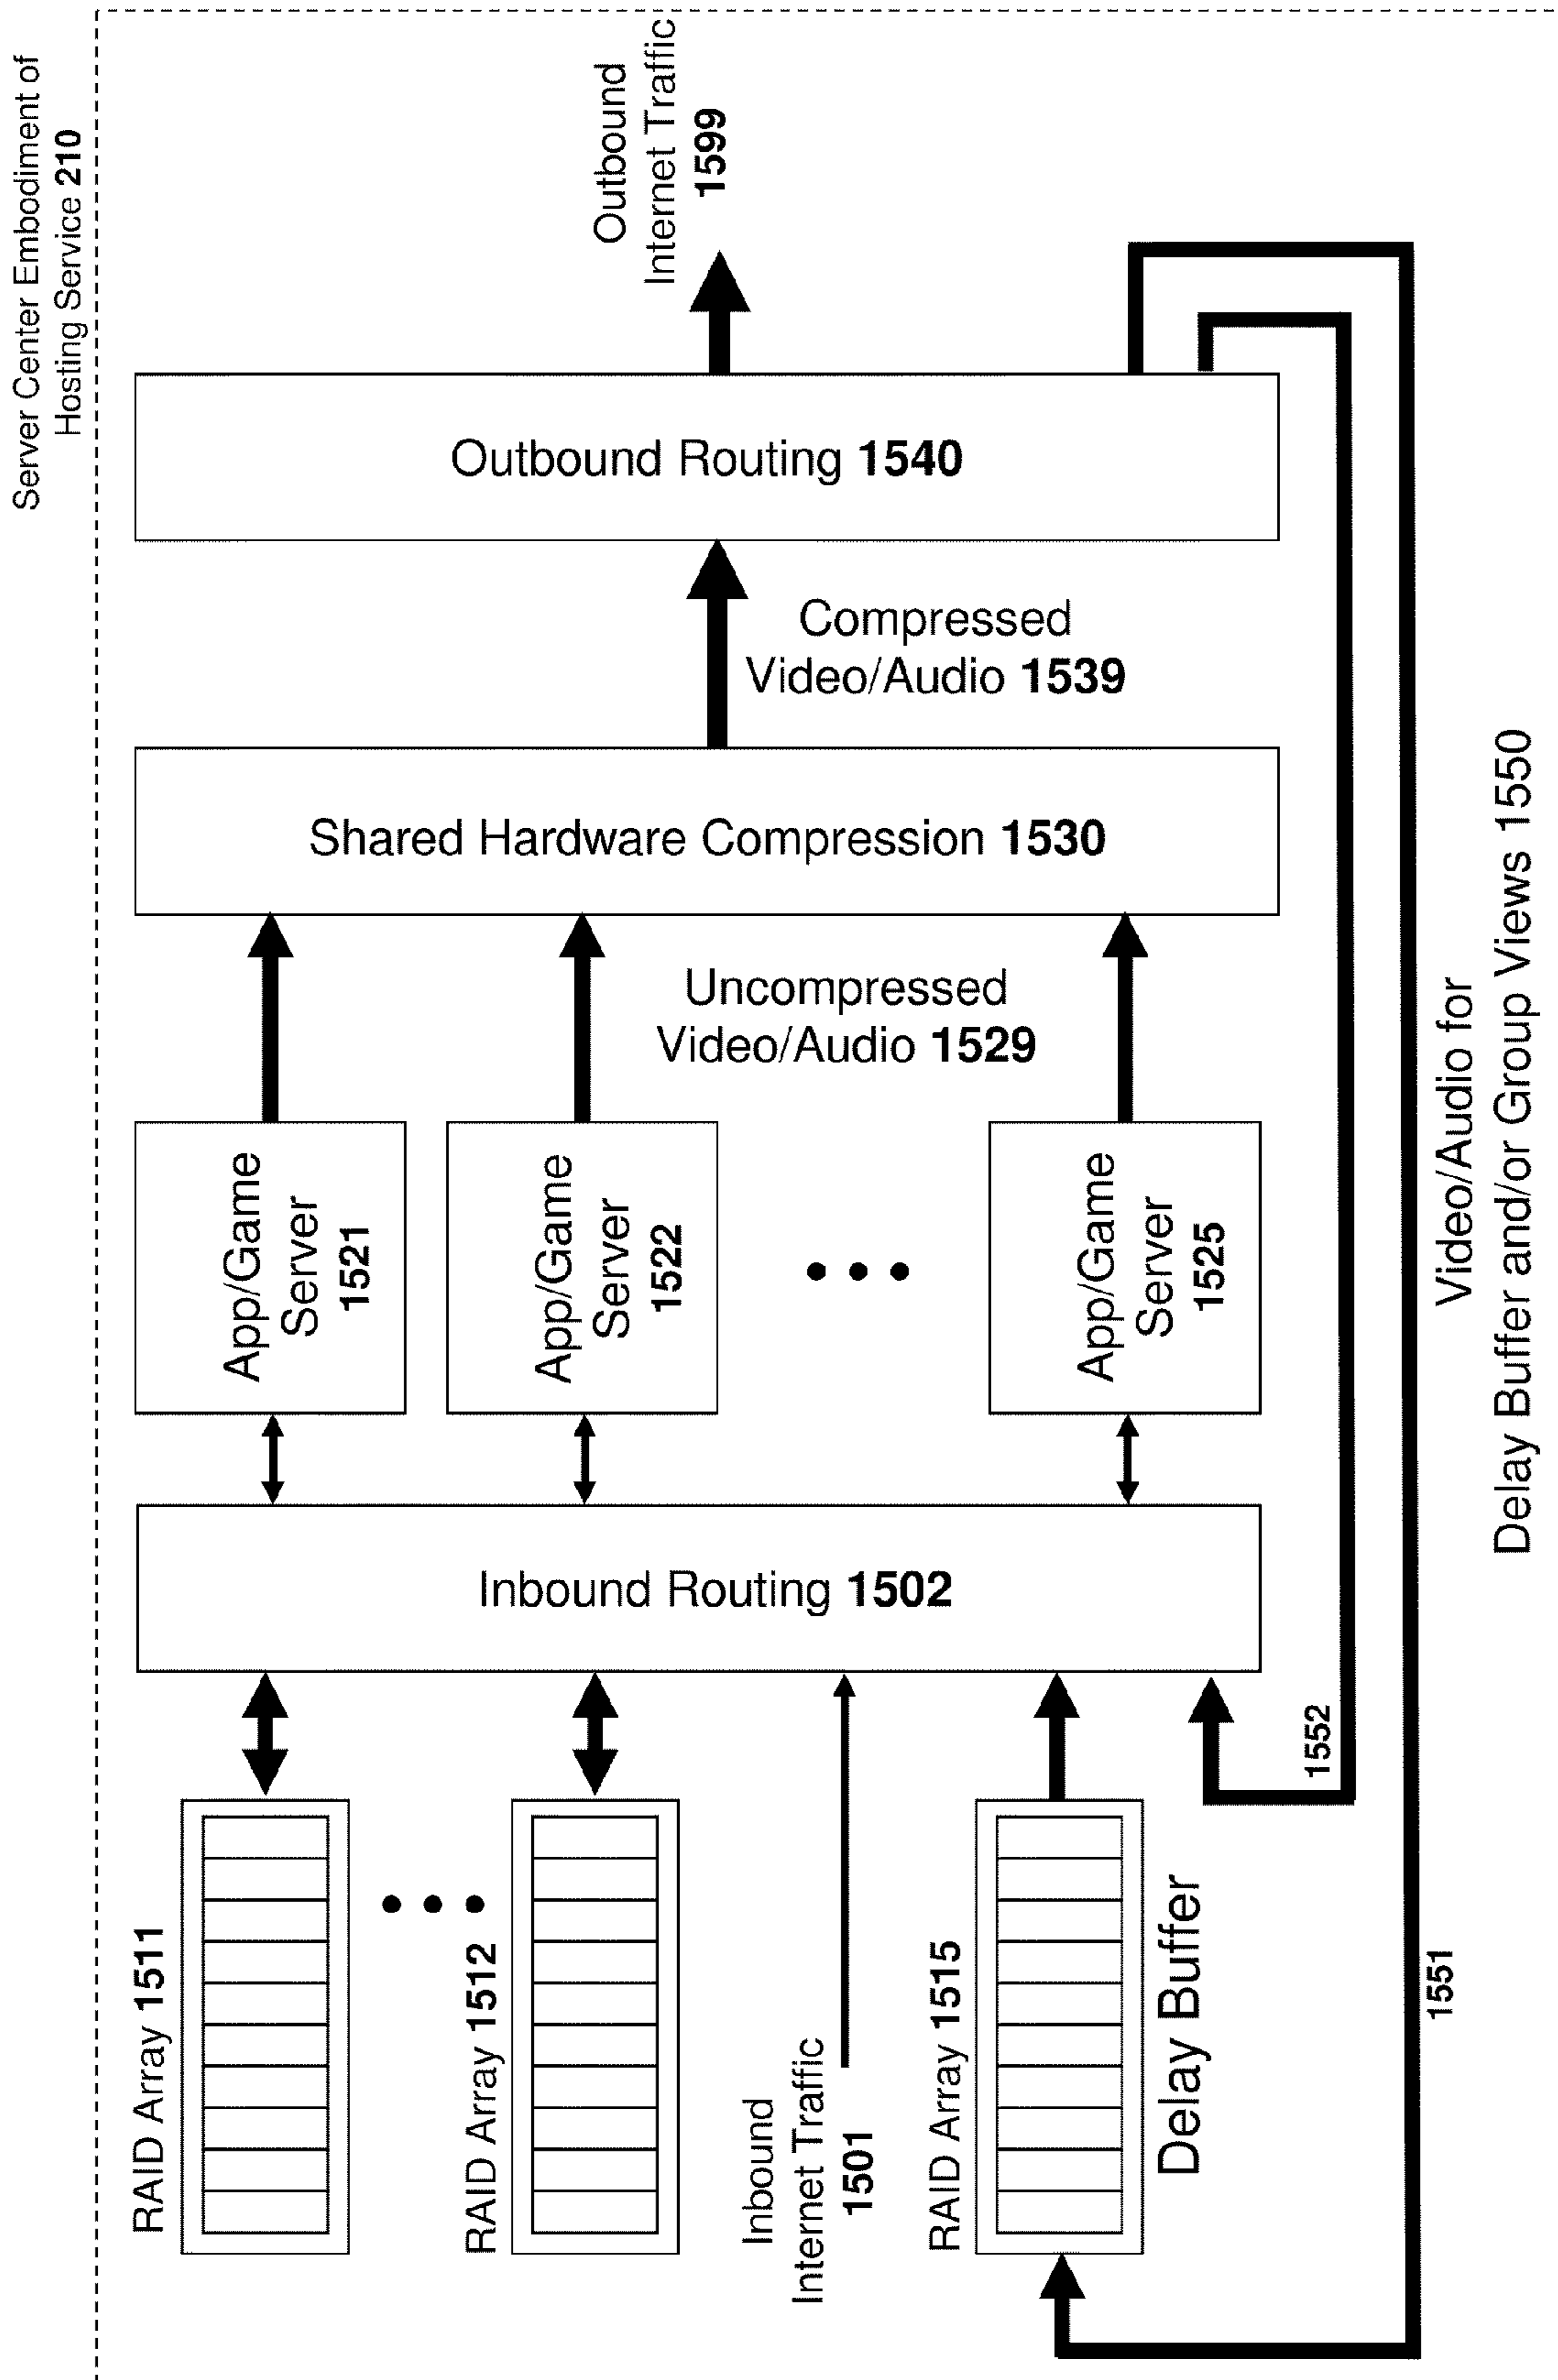 Server Center Embodiment of
Hosting Service 210
RAID Array 1511
RAID Array 1512
Inbound
Internet Traffic
1501
RAID Array 1515
Delay Buffer
Inbound Routing 1502
App/Game
Server
1521
App/Game
Server
1522
App/Game
Server
1525
Uncompressed
Video/Audio 1529
Shared Hardware Compression 1530
Compressed
Video/Audio 1539
Outbound Routing 1540
Outbound
Internet Traffic
1599
1552
1551
Video/Audio for
Delay Buffer and/or Group Views 1550